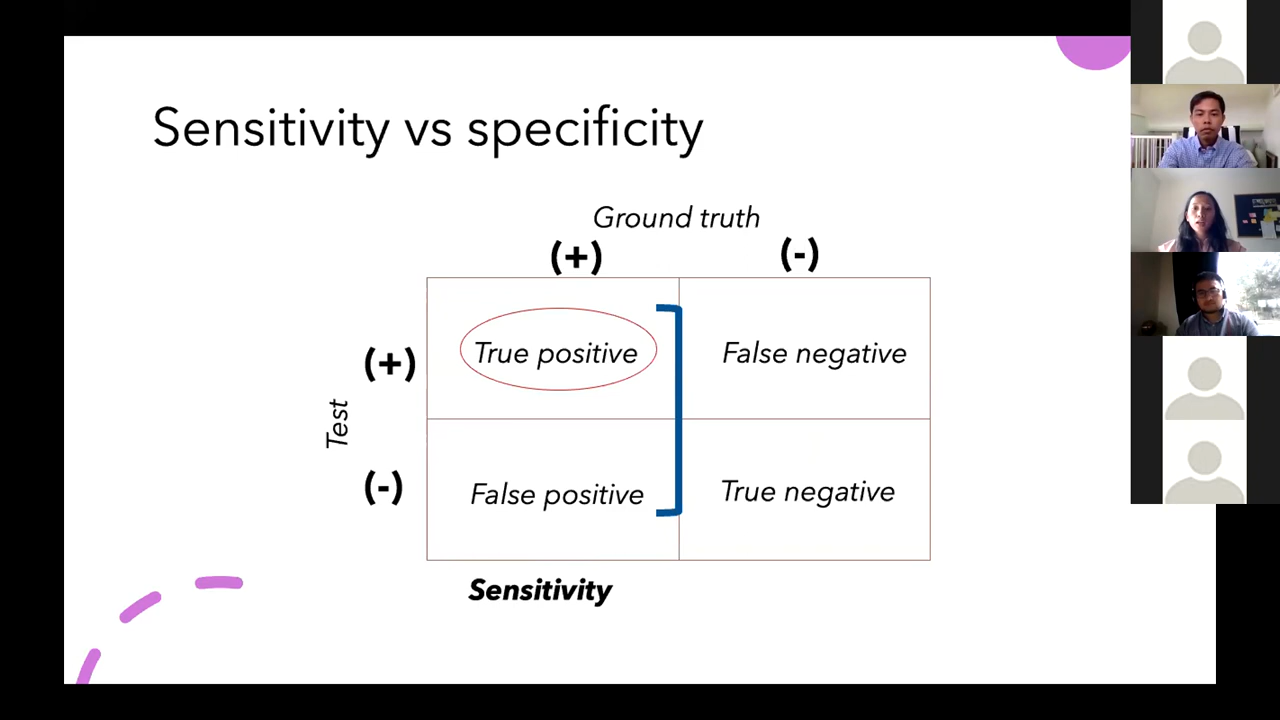 Sensitivity vs specificity
Ground truth
(+)
(-)
(+)
True positive
False negative
Test
(-)
False positive
True negative
Sensitivity